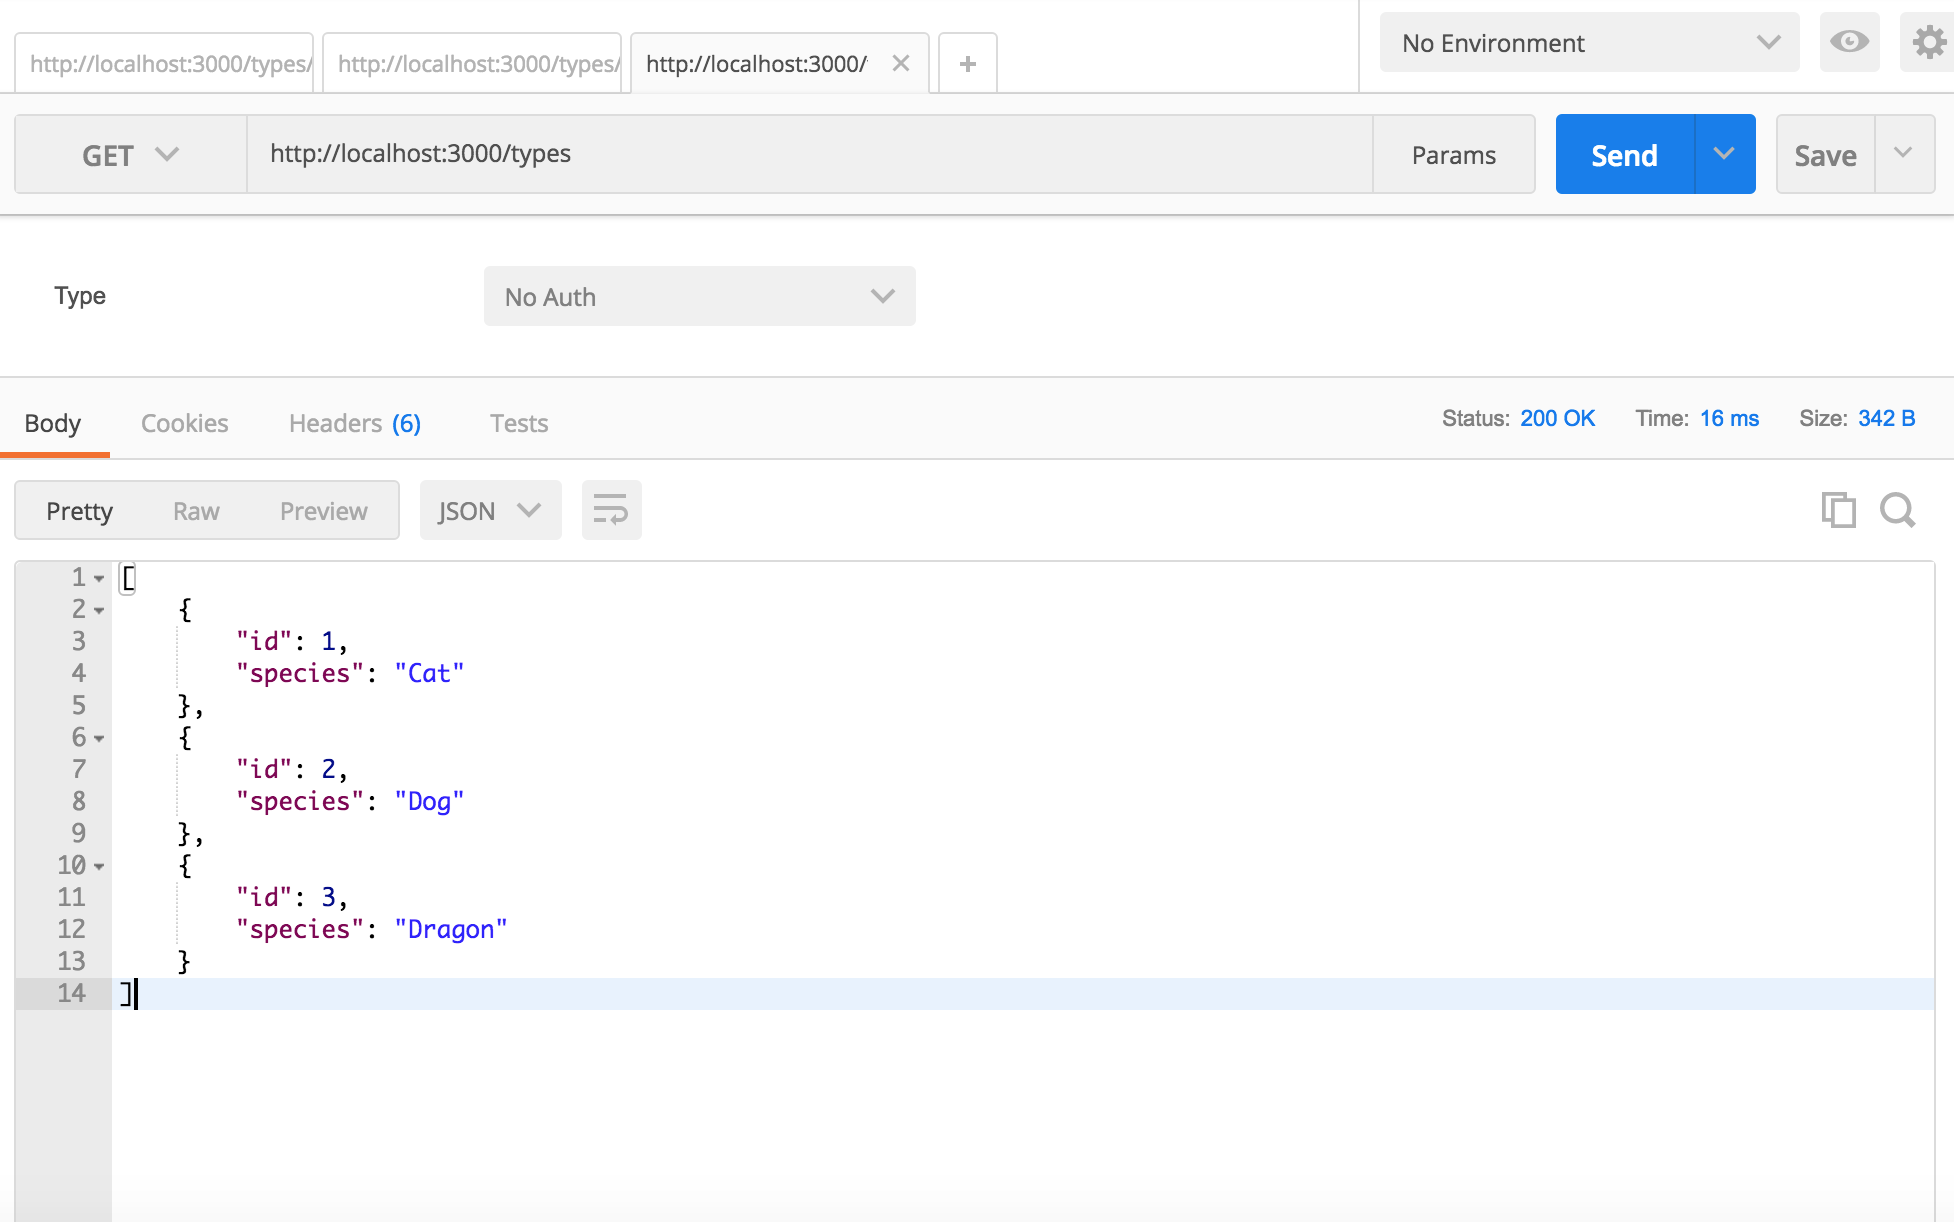 http://localhost:3000/types/ http://localhost:3000/types/ http://localhost:3000/ No Environment
GET http://localhost:3000/types Params Send Save
Type No Auth
Body Cookies Headers (6) Tests Status: 200 OK Time: 16 ms Size: 342 B
Pretty Raw Preview JSON
1 [
2 {
3 "id": 1,
4 "species": "Cat"
5 },
6 {
7 "id": 2,
8 "species": "Dog"
9 },
10 {
11 "id": 3,
12 "species": "Dragon"
13 }
14 ]